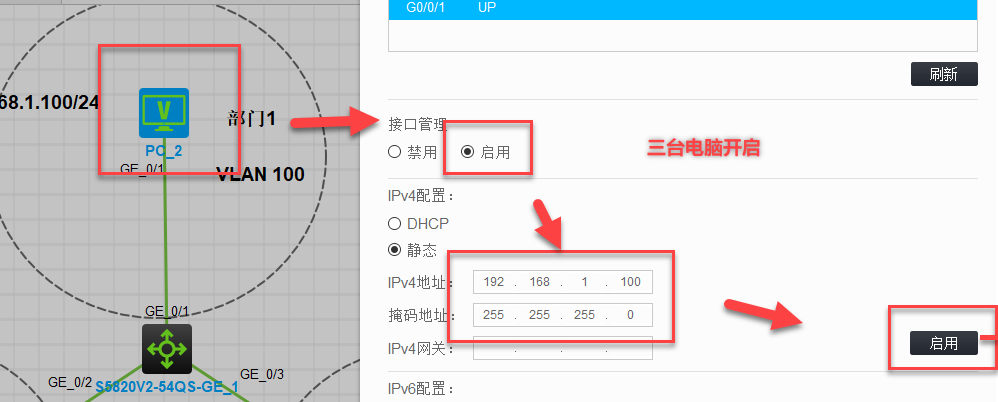 G0/0/1 UP
刷新
接口管理
禁用 启用
三台电脑开启
IPv4配置：
DHCP
静态
IPv4地址： 192 . 168 . 1 . 100
掩码地址： 255 . 255 . 255 . 0
IPv4网关： . . .
启用
IPv6配置：
68.1.100/24
部门1
PC_2
GE_0/1
VLAN 100
GE_0/1
GE_0/2
S5820V2-54QS-GE_1
GE_0/3